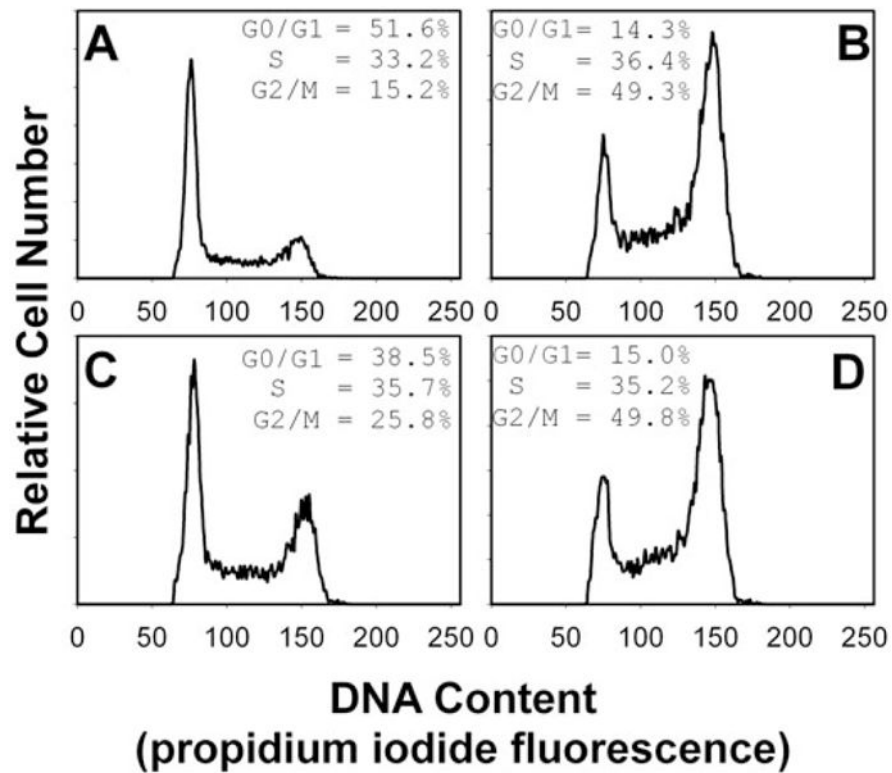 Relative Cell Number
A
G0/G1 = 51.6%
S = 33.2%
G2/M = 15.2%
0 50 100 150 200 250
B
G0/G1= 14.3%
S = 36.4%
G2/M = 49.3%
0 50 100 150 200 250
C
G0/G1 = 38.5%
S = 35.7%
G2/M = 25.8%
0 50 100 150 200 250
D
G0/G1= 15.0%
S = 35.2%
G2/M = 49.8%
0 50 100 150 200 250
DNA Content
(propidium iodide fluorescence)